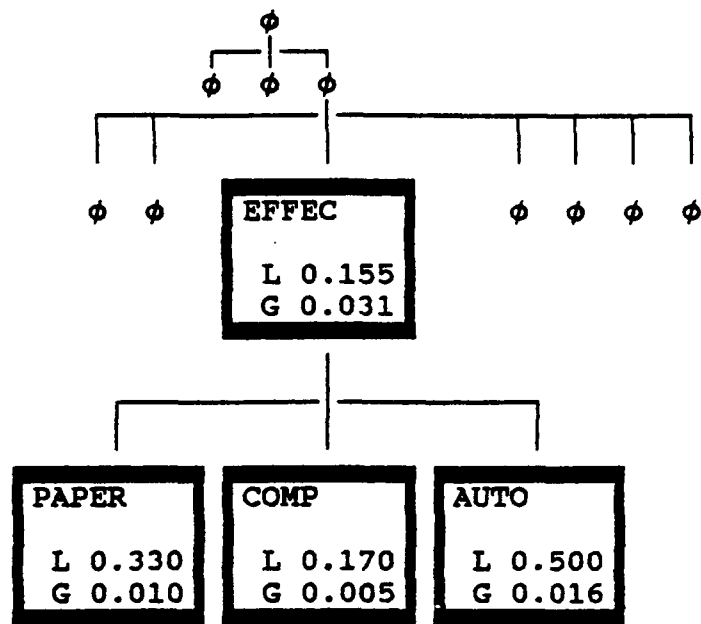 φ
φ φ φ
φ φ φ φ φ φ
EFFEC
L 0.155
G 0.031
PAPER COMP AUTO
L 0.330 L 0.170 L 0.500
G 0.010 G 0.005 G 0.016